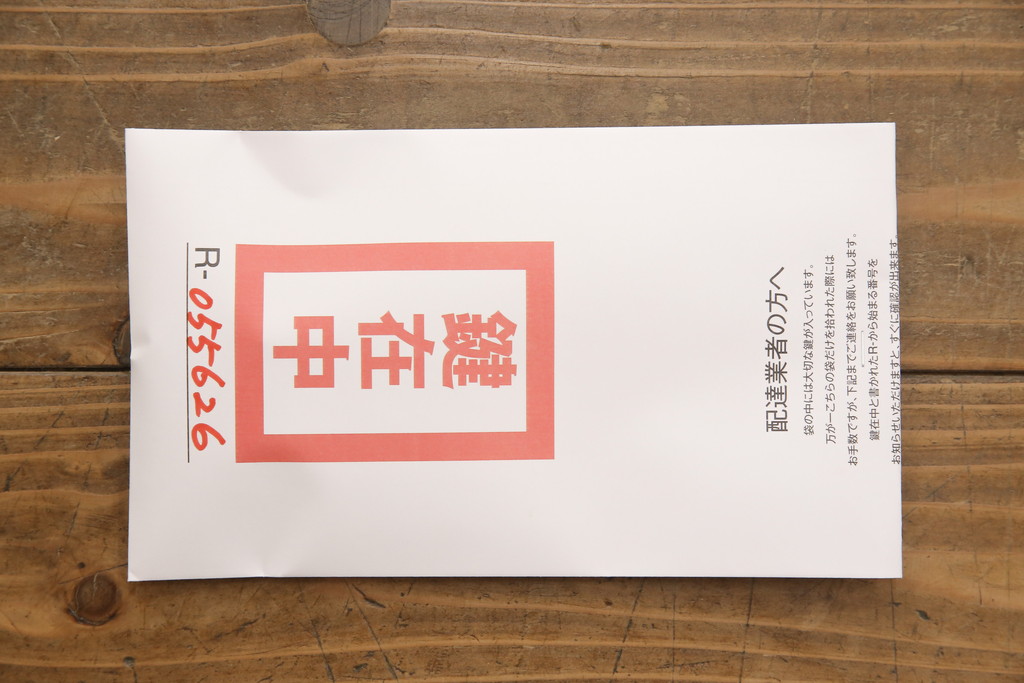 R-055626
鍵在中
配達業者の方へ
袋の中には大切な鍵が入っています。
万が一こちらの袋だけを拾われた際には
お手数ですが、下記までご連絡をお願い致します。
鍵在中と書かれたR-から始まる番号を
お知らせいただけますと、すぐに確認が出来ます。